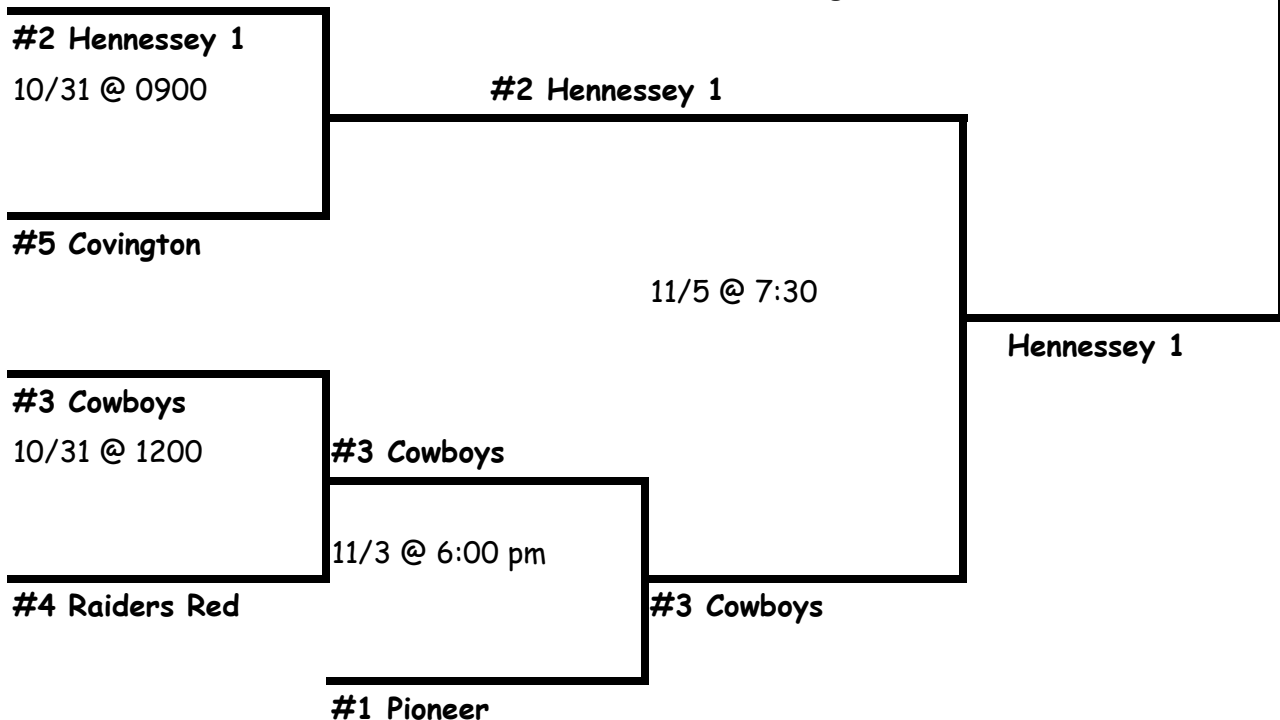 #2 Hennessey 1
10/31 @ 0900
#2 Hennessey 1
#5 Covington
11/5 @ 7:30
Hennessey 1
#3 Cowboys
10/31 @ 1200
#3 Cowboys
11/3 @ 6:00 pm
#4 Raiders Red
#3 Cowboys
#1 Pioneer